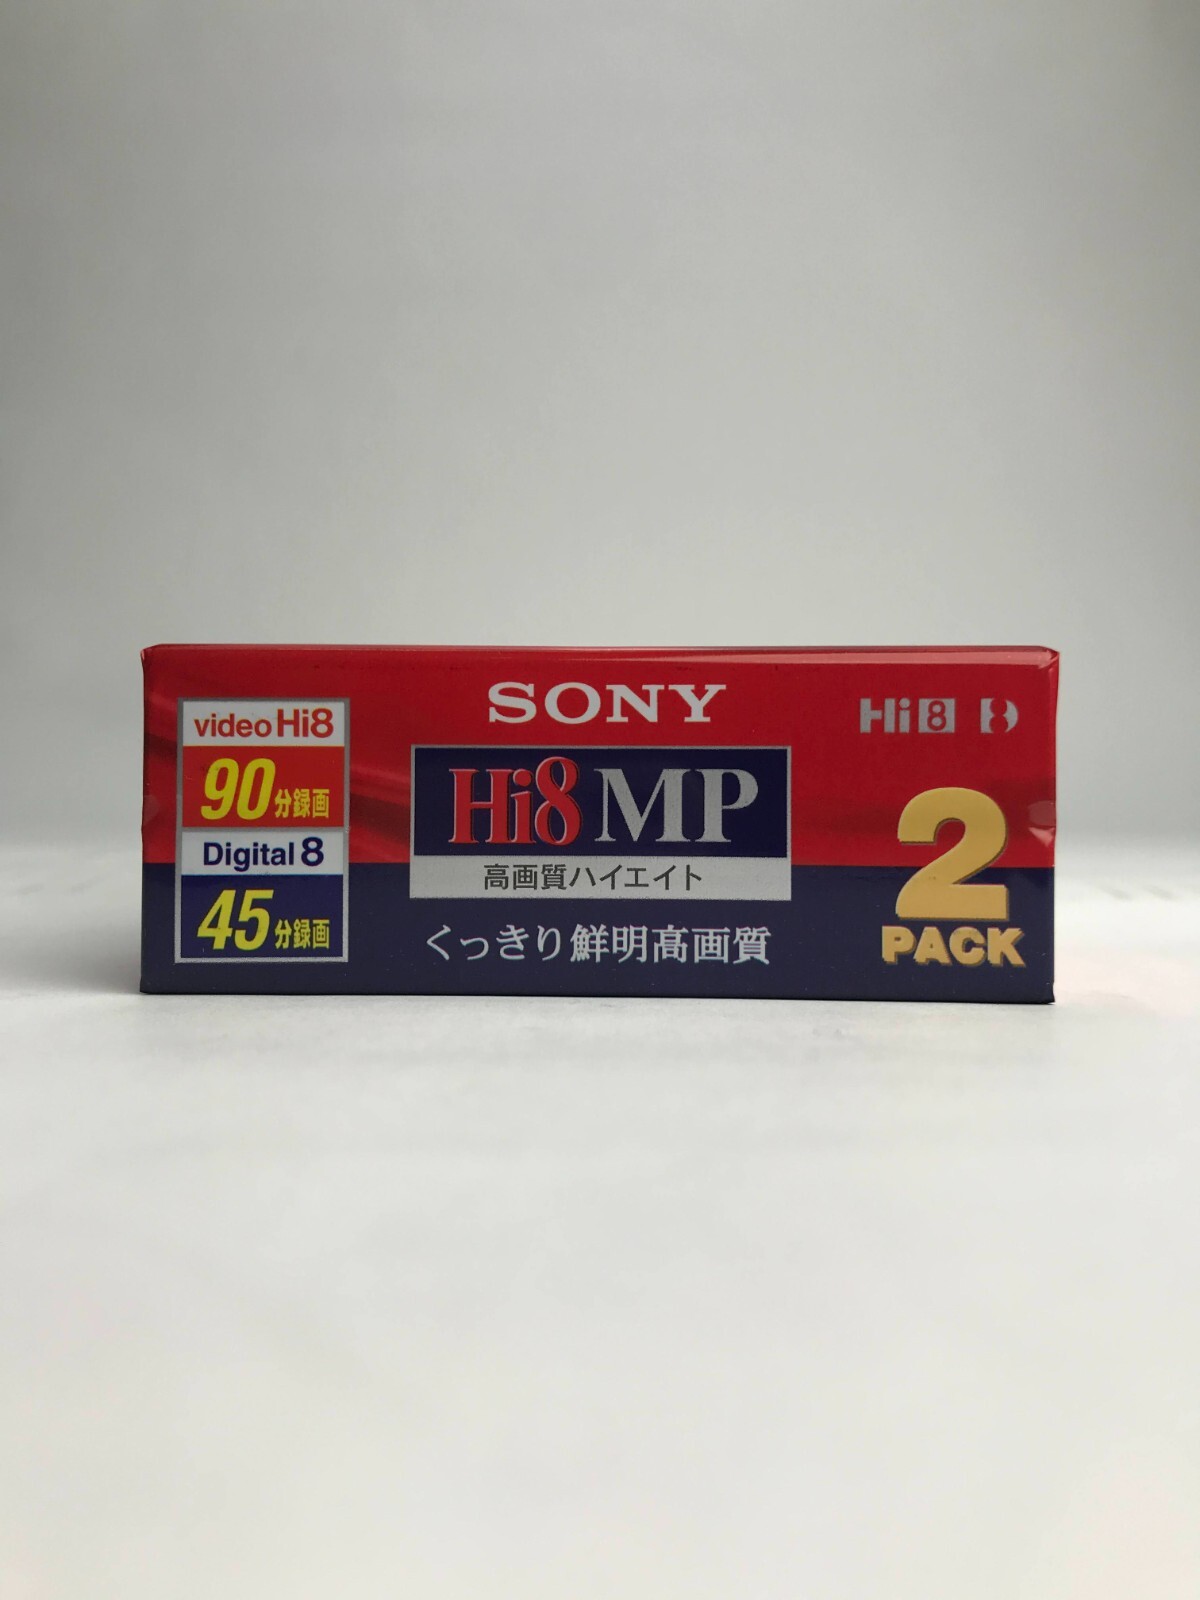 SONY
video Hi8
90分録画
Digital 8
45分録画
Hi8 MP
高画質ハイエイト
くっきり鮮明高画質
Hi8
2
PACK